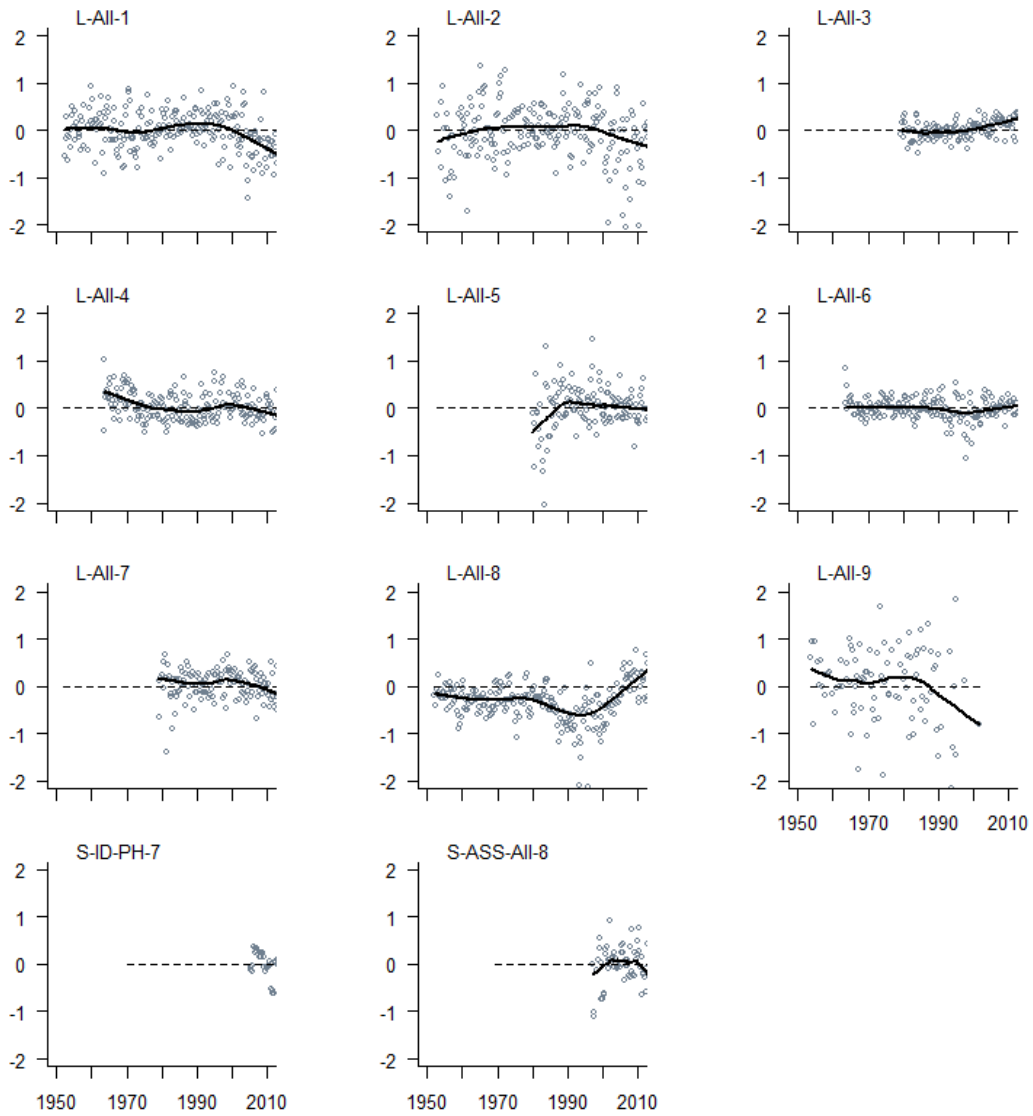 L-All-1 L-All-2 L-All-3
2 2 2
1 1 1
0 0 0
-1 -1 -1
-2 -2 -2
L-All-4 L-All-5 L-All-6
2 2 2
1 1 1
0 0 0
-1 -1 -1
-2 -2 -2
L-All-7 L-All-8 L-All-9
2 2 2
1 1 1
0 0 0
-1 -1 -1
-2 -2 -2
1950 1970 1990 2010
S-ID-PH-7 S-ASS-All-8
2 2
1 1
0 0
-1 -1
-2 -2
1950 1970 1990 2010 1950 1970 1990 2010